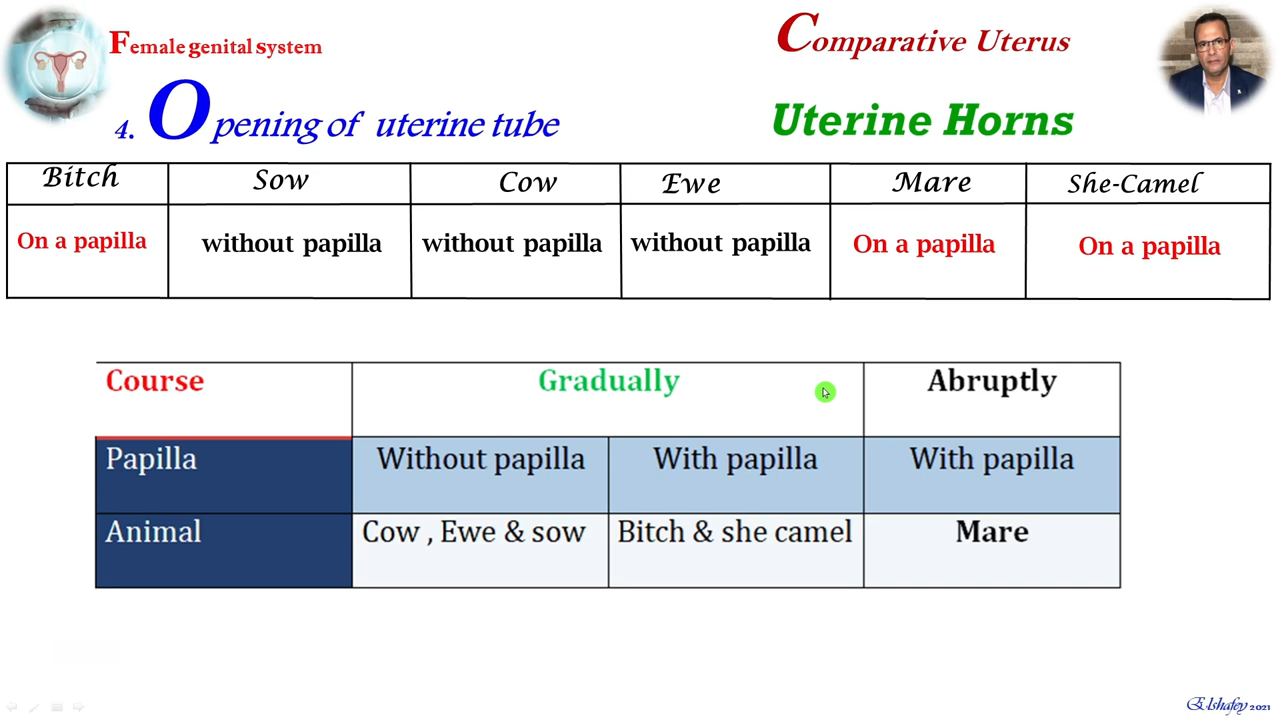 Female genital system
Comparative Uterus
4. Opening of uterine tube
Uterine Horns
Bitch Sow Cow Ewe Mare She-Camel
On a papilla without papilla without papilla without papilla On a papilla On a papilla
Course Gradually Abruptly
Papilla Without papilla With papilla With papilla
Animal Cow , Ewe & sow Bitch & she camel Mare
Elshafey 2021